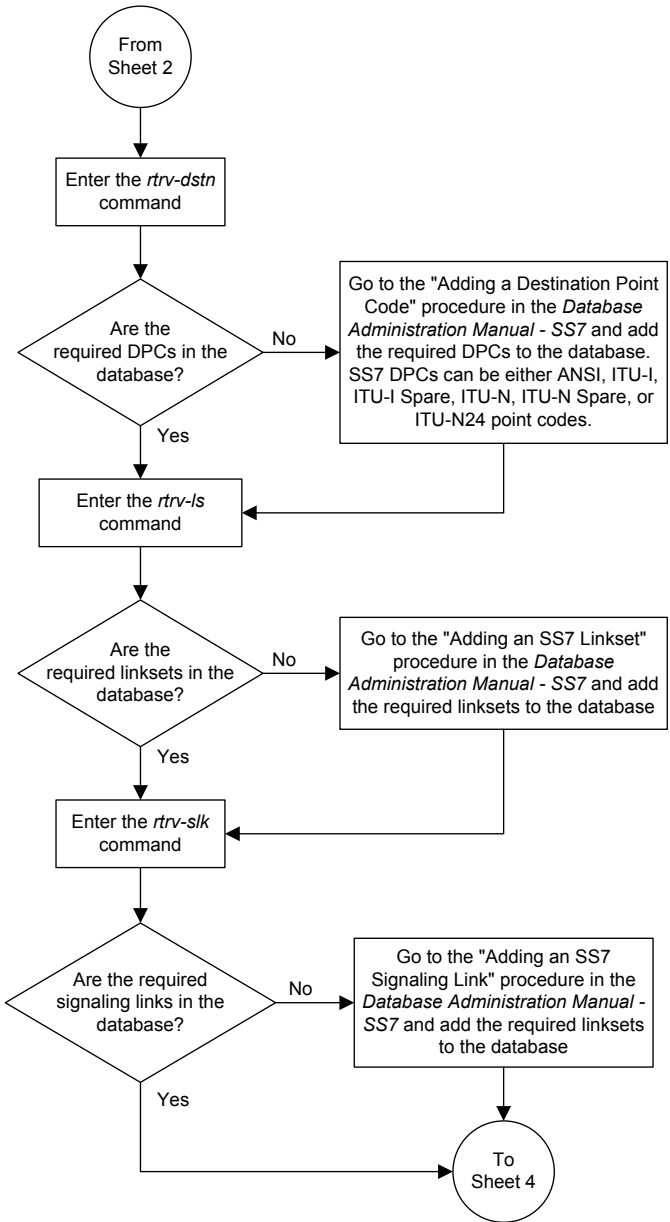 From
Sheet 2
Enter the rtrv-dstn
command
Are the
required DPCs in the
database?
No
Yes
Go to the "Adding a Destination Point
Code" procedure in the Database
Administration Manual - SS7 and add
the required DPCs to the database.
SS7 DPCs can be either ANSI, ITU-I,
ITU-I Spare, ITU-N, ITU-N Spare, or
ITU-N24 point codes.
Enter the rtrv-ls
command
Are the
required linksets in the
database?
No
Yes
Go to the "Adding an SS7 Linkset"
procedure in the Database
Administration Manual - SS7 and add
the required linksets to the database
Enter the rtrv-slk
command
Are the required
signaling links in the
database?
No
Yes
Go to the "Adding an SS7
Signaling Link" procedure in the
Database Administration Manual -
SS7 and add the required linksets
to the database
To
Sheet 4